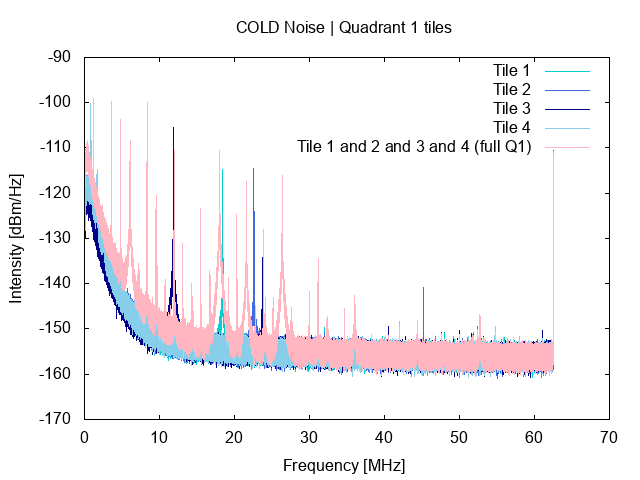 COLD Noise | Quadrant 1 tiles
-90
-100
-110
-120
-130
-140
-150
-160
-170
Intensity [dBm/Hz]
Tile 1
Tile 2
Tile 3
Tile 4
Tile 1 and 2 and 3 and 4 (full Q1)
0 10 20 30 40 50 60 70
Frequency [MHz]